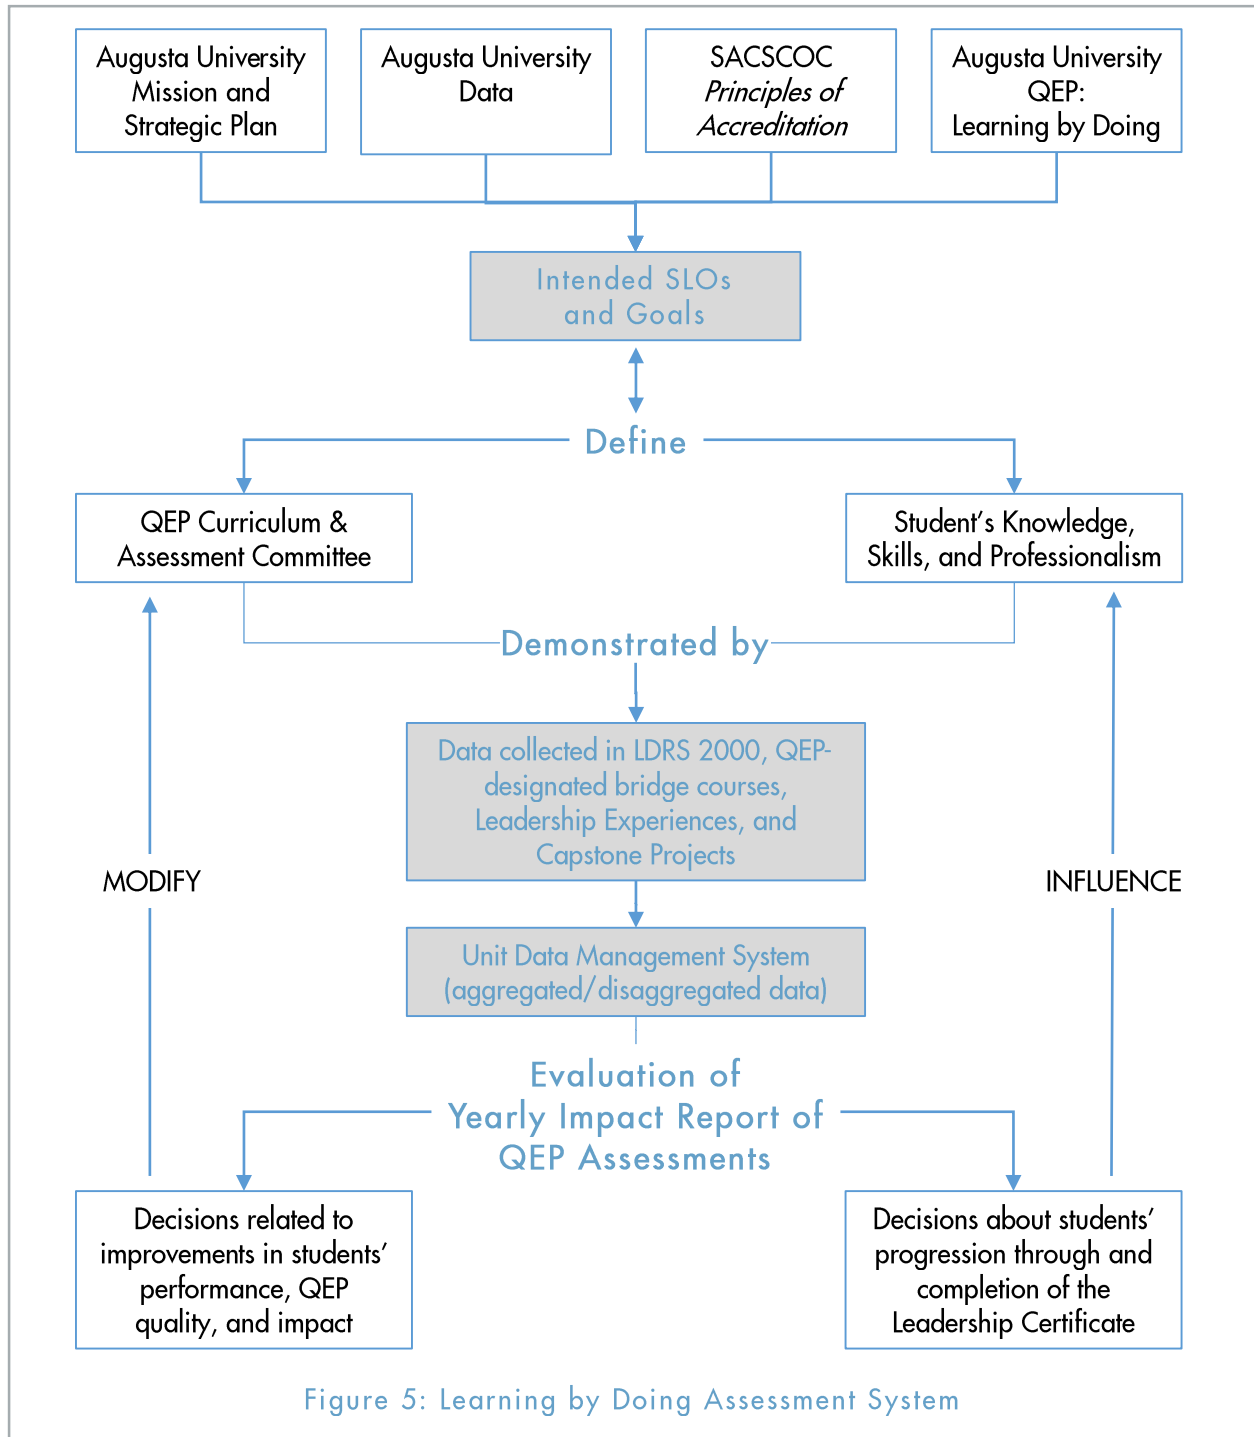 Augusta University
Mission and
Strategic Plan
Augusta University
Data
SACSCOC
Principles of
Accreditation
Augusta University
QEP:
Learning by Doing
Intended SLOs
and Goals
Define
QEP Curriculum &
Assessment Committee
Student’s Knowledge,
Skills, and Professionalism
Demonstrated by
Data collected in LDRS 2000, QEP-
designated bridge courses,
Leadership Experiences, and
Capstone Projects
MODIFY
INFLUENCE
Unit Data Management System
(aggregated/disaggregated data)
Evaluation of
Yearly Impact Report of
QEP Assessments
Decisions related to
improvements in students’
performance, QEP
quality, and impact
Decisions about students’
progression through and
completion of the
Leadership Certificate
Figure 5: Learning by Doing Assessment System